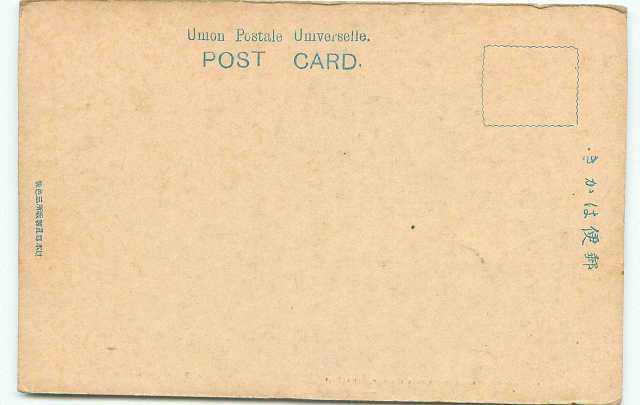 Union Postale Universelle.
POST CARD.
きかは便郵